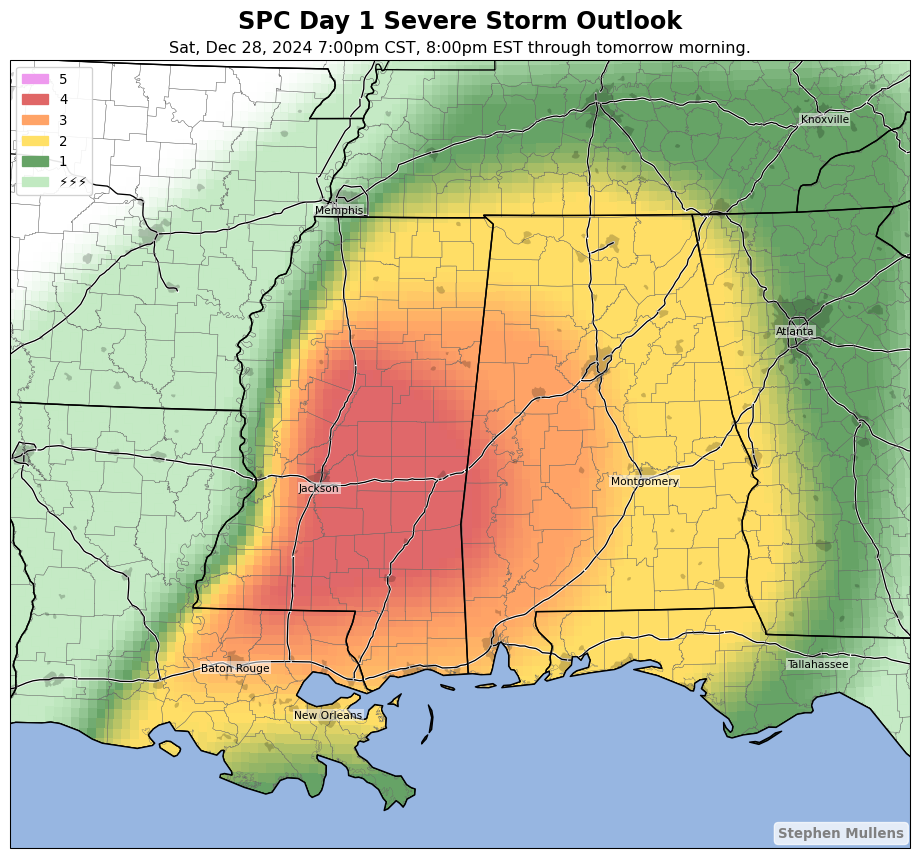 SPC Day 1 Severe Storm Outlook
Sat, Dec 28, 2024 7:00pm CST, 8:00pm EST through tomorrow morning.
5
4
3
2
1
⚡⚡⚡
Knoxville
Memphis
Atlanta
Montgomery
Jackson
Tallahassee
Baton Rouge
New Orleans
Stephen Mullens